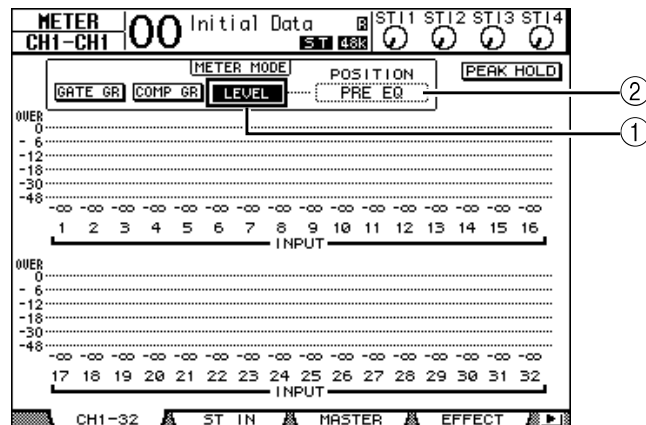 METER
CH1-CH1
00
Initial Data
R
ST 48K
STI1 STI2 STI3 STI4
METER MODE
GATE GR COMP GR LEVEL
POSITION
PRE EQ
PEAK HOLD
②
①
OVER
0
- 6
-12
-18
-30
-48
-∞ -∞ -∞ -∞ -∞ -∞ -∞ -∞ -∞ -∞ -∞ -∞ -∞ -∞ -∞ -∞
1 2 3 4 5 6 7 8 9 10 11 12 13 14 15 16
INPUT
OVER
0
- 6
-12
-18
-30
-48
-∞ -∞ -∞ -∞ -∞ -∞ -∞ -∞ -∞ -∞ -∞ -∞ -∞ -∞ -∞ -∞
17 18 19 20 21 22 23 24 25 26 27 28 29 30 31 32
INPUT
CH1-32 ST IN MASTER EFFECT